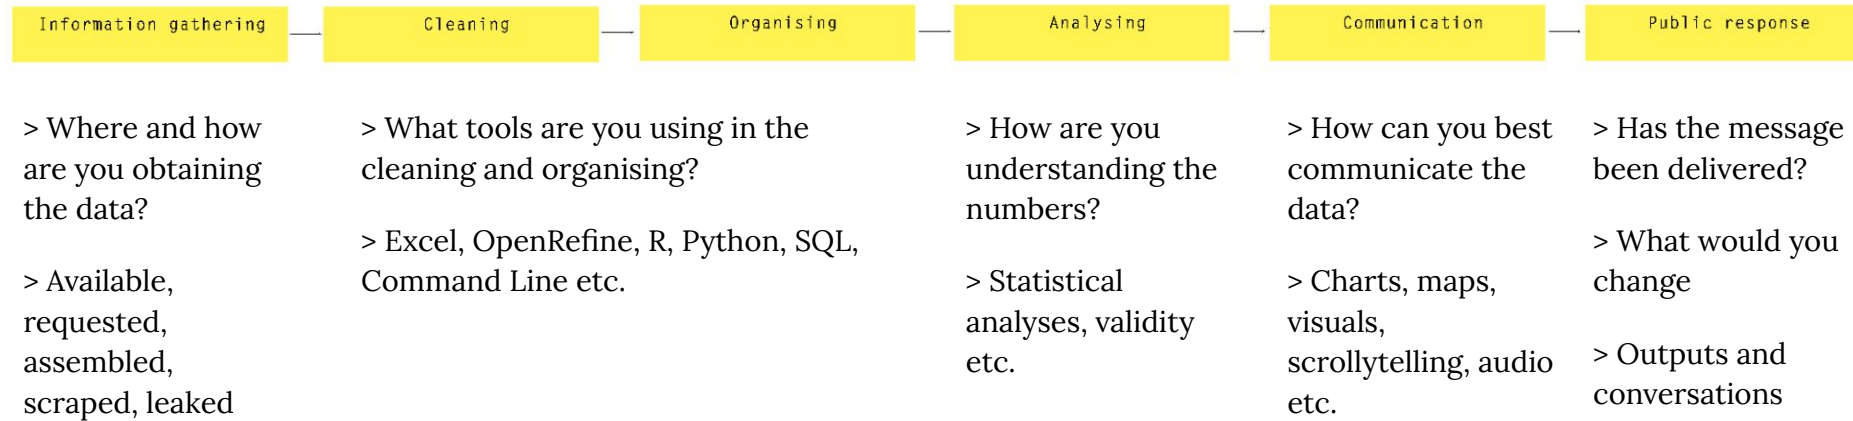 Information gathering
Cleaning
Organising
Analysing
Communication
Public response
> Where and how
are you obtaining
the data?
> Available,
requested,
assembled,
scraped, leaked
> What tools are you using in the
cleaning and organising?
> Excel, OpenRefine, R, Python, SQL,
Command Line etc.
> How are you
understanding the
numbers?
> Statistical
analyses, validity
etc.
> How can you best
communicate the
data?
> Charts, maps,
visuals,
scrollytelling, audio
etc.
> Has the message
been delivered?
> What would you
change
> Outputs and
conversations